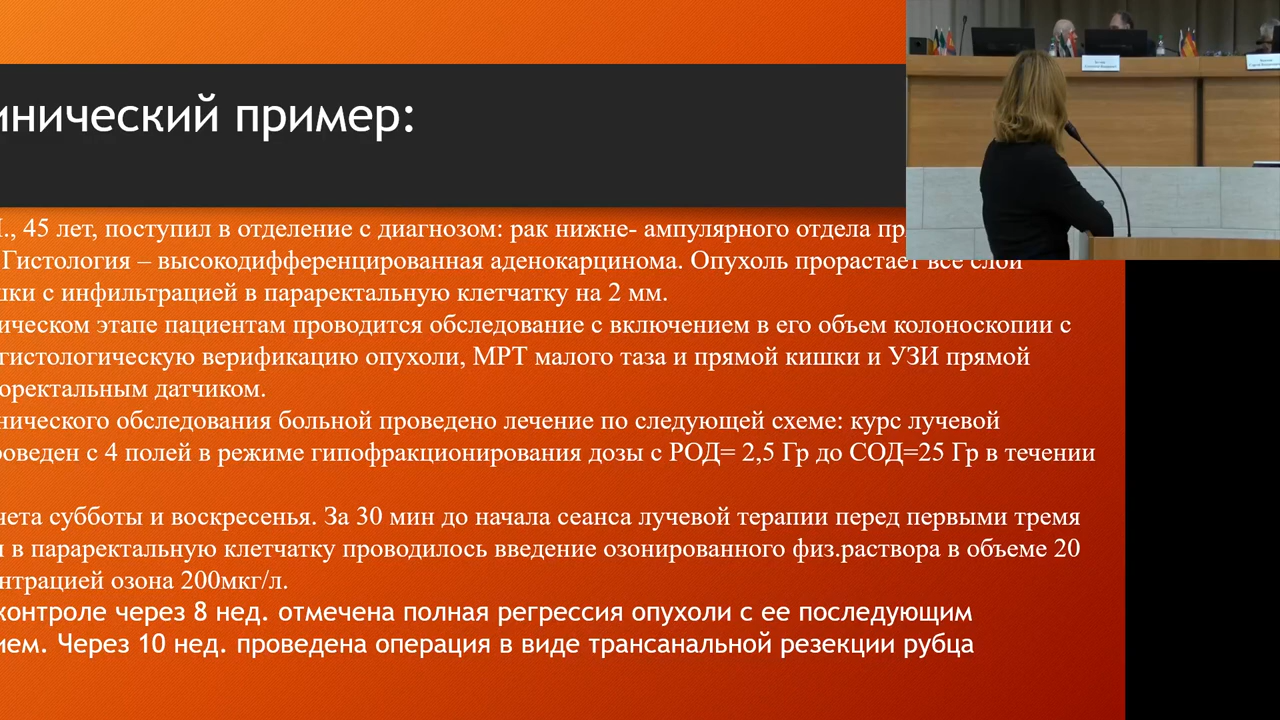 инический пример:
., 45 лет, поступил в отделение с диагнозом: рак нижне- ампулярного отдела пр
Гистология – высокодифференцированная аденокарцинома. Опухоль прорастает все слои
шки с инфильтрацией в параректальную клетчатку на 2 мм.
ическом этапе пациентам проводится обследование с включением в его объем колоноскопии с
гистологическую верификацию опухоли, МРТ малого таза и прямой кишки и УЗИ прямой
оректальным датчиком.
нического обследования больной проведено лечение по следующей схеме: курс лучевой
роведен с 4 полей в режиме гипофракционирования дозы с РОД= 2,5 Гр до СОД=25 Гр в течении
чета субботы и воскресенья. За 30 мин до начала сеанса лучевой терапии перед первыми тремя
в параректальную клетчатку проводилось введение озонированного физ.раствора в объеме 20
нтрацией озона 200мкг/л.
контроле через 8 нед. отмечена полная регрессия опухоли с ее последующим
ием. Через 10 нед. проведена операция в виде трансанальной резекции рубца